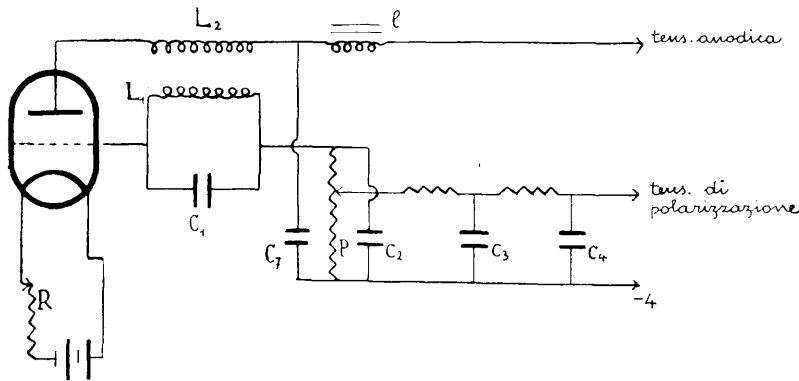 L₂
l
tens. anodica
L₁
C₁
tens. di
polarizzazione
C₇
P
C₂
C₃
C₄
R
-4